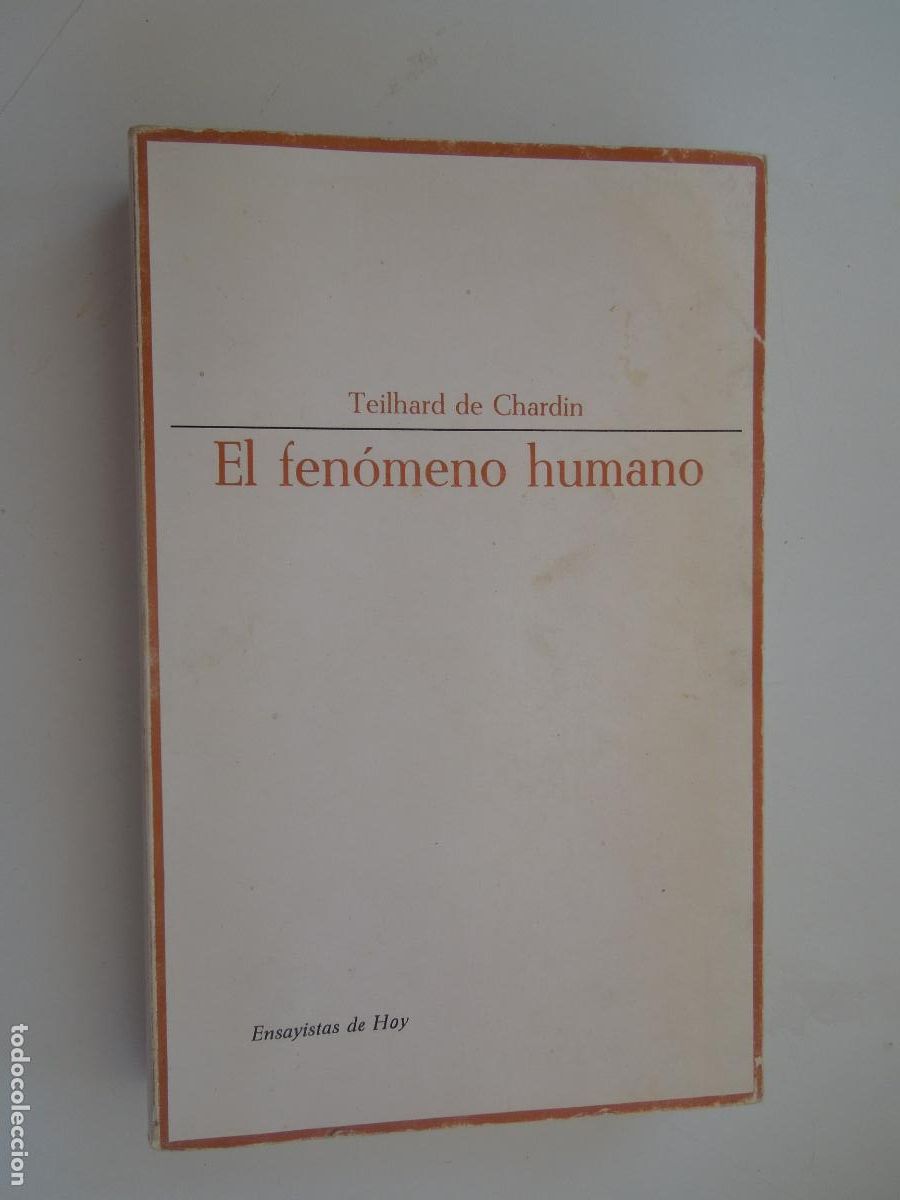 Teilhard de Chardin
El fenómeno humano
Ensayistas de Hoy
todocoleccion